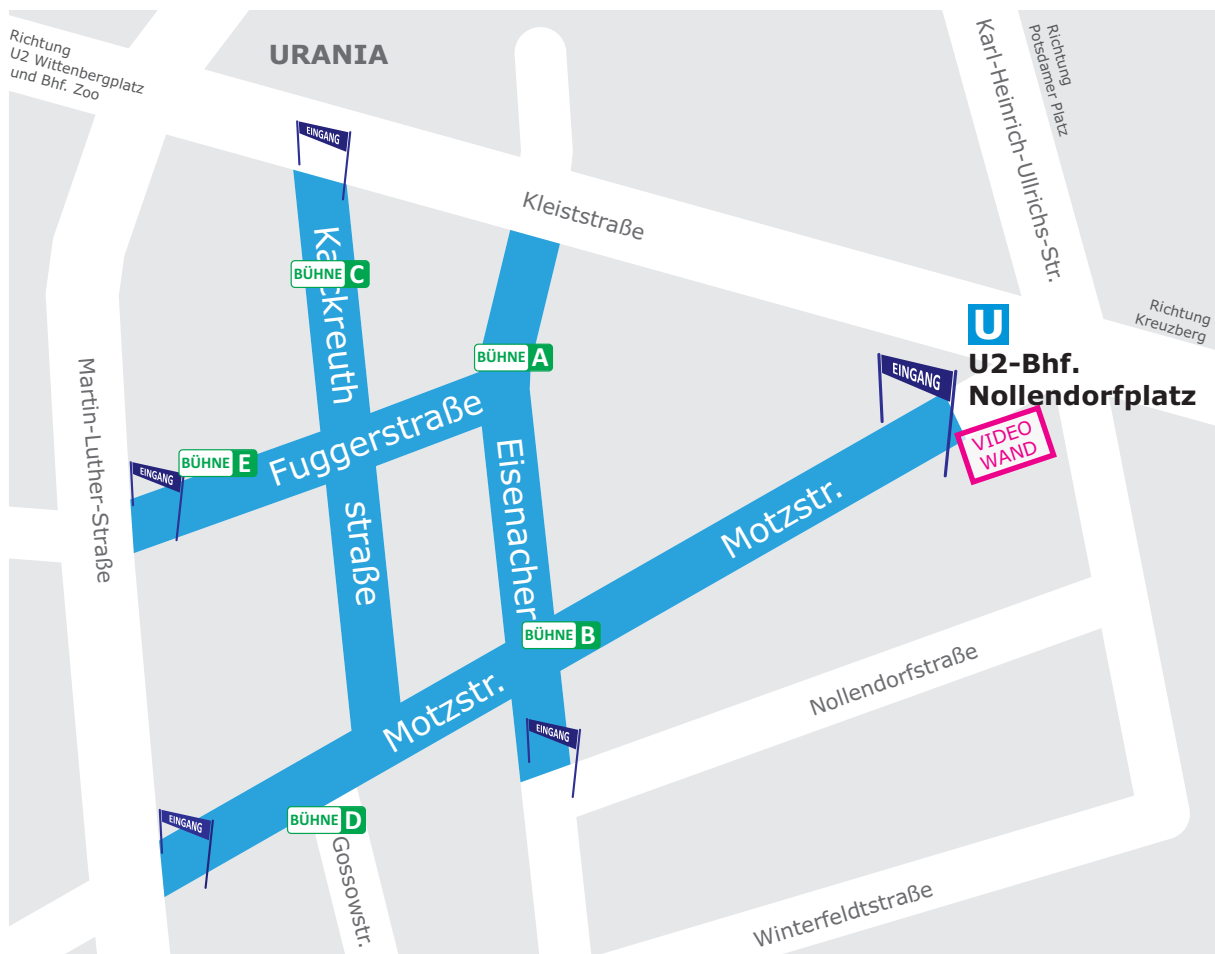 Richtung
U2 Wittenbergplatz
und Bhf. Zoo
URANIA
Karl-Heinrich-Ullrichs-Str.
Richtung
Potsdamer Platz
EINGANG
Kleiststraße
Kalckreuth
BÜHNE C
Richtung
Kreuzberg
U
U2-Bhf.
Nollendorfplatz
BÜHNE A
EINGANG
Martin-Luther-Straße
Fuggerstraße
VIDEO
WAND
BÜHNE E
EINGANG
Eisenacher
straße
Motzstr.
BÜHNE B
Nollendorfstraße
Motzstr.
EINGANG
EINGANG
BÜHNE D
Gossowstr.
Winterfeldtstraße